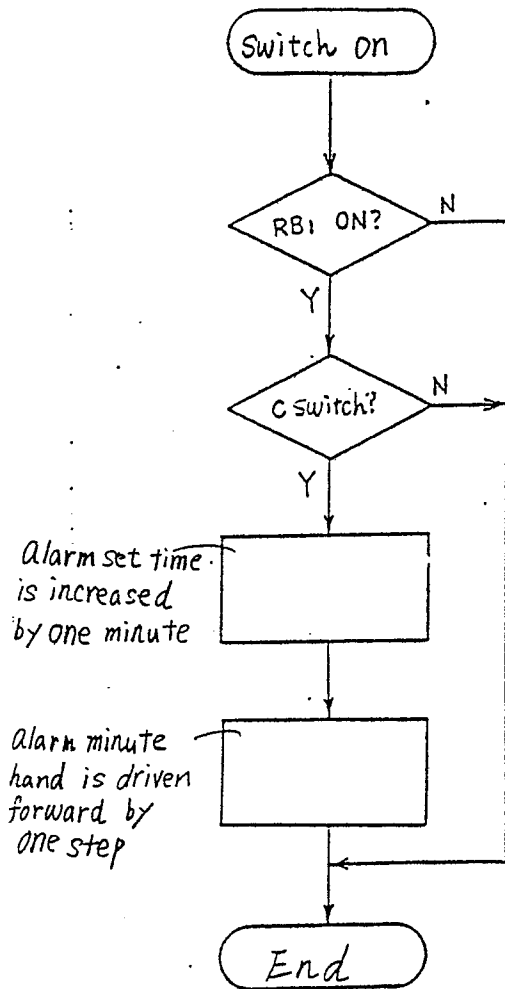 Switch on
RB1 ON?
N
Y
C switch?
N
Y
Alarm set time
is increased
by one minute
Alarm minute
hand is driven
forward by
one step
End